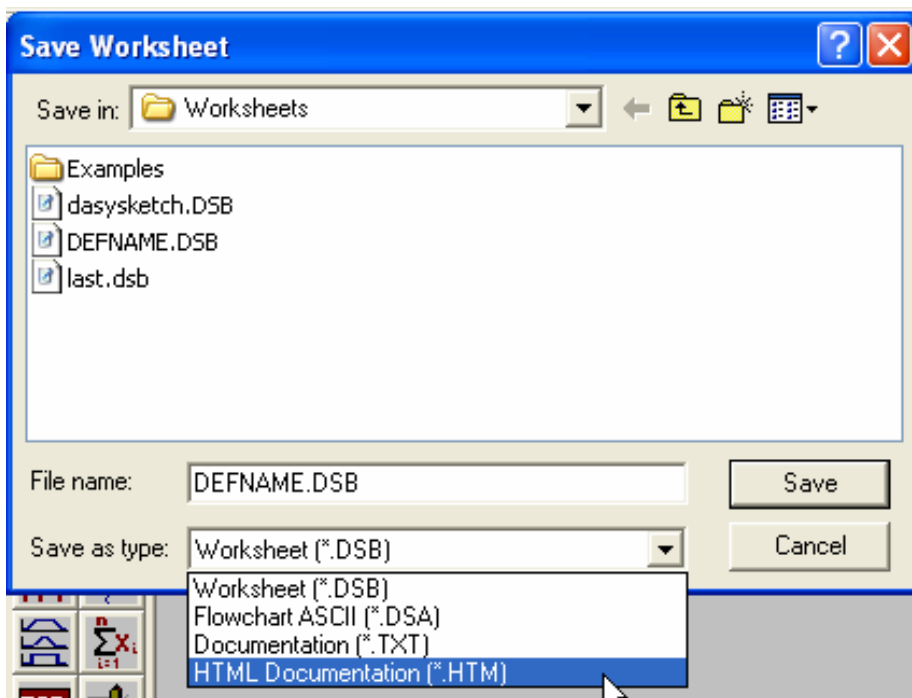 Save Worksheet
Save in: Worksheets
Examples
dasysketch.DSB
DEFNAME.DSB
last.dsb
File name: DEFNAME.DSB Save
Save as type: Worksheet (*.DSB) Cancel
Worksheet (*.DSB)
Flowchart ASCII (*.DSA)
Documentation (*.TXT)
HTML Documentation (*.HTM)